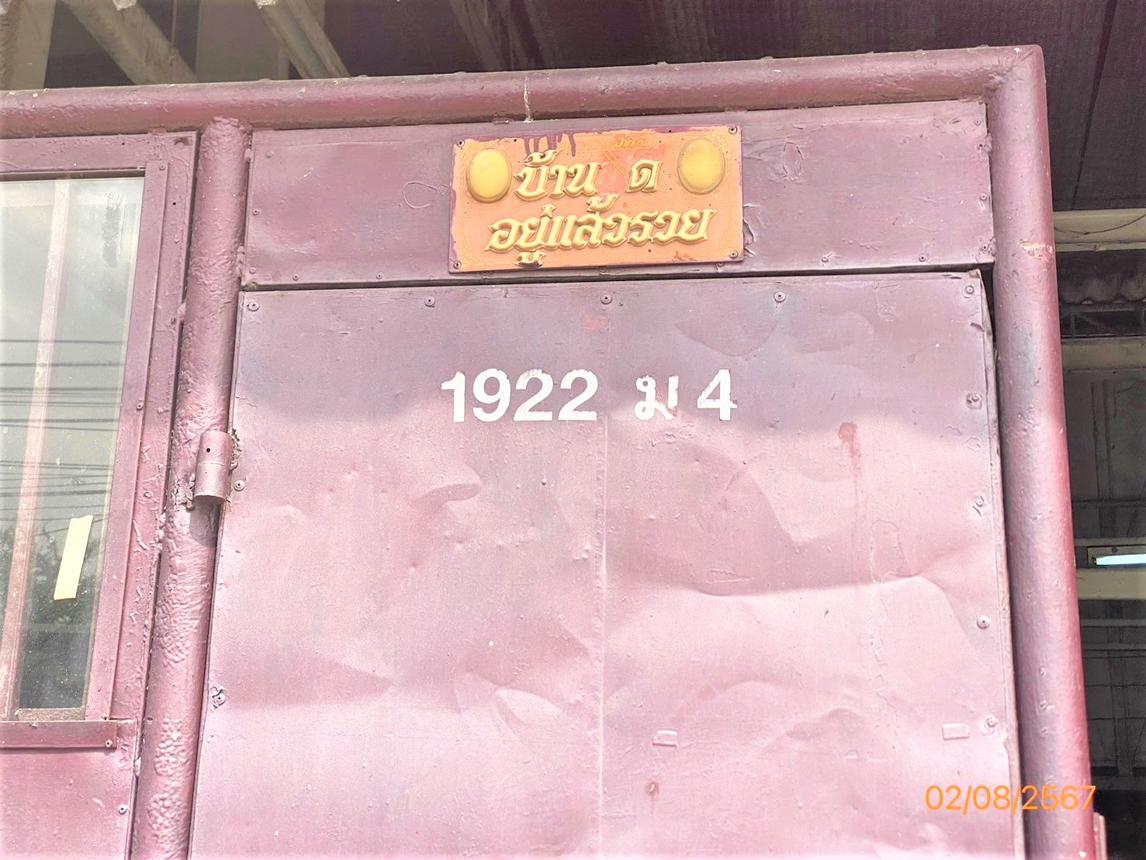 บ้าน ด
อยู่แล้วรวย
1922 ม 4
02/08/2567